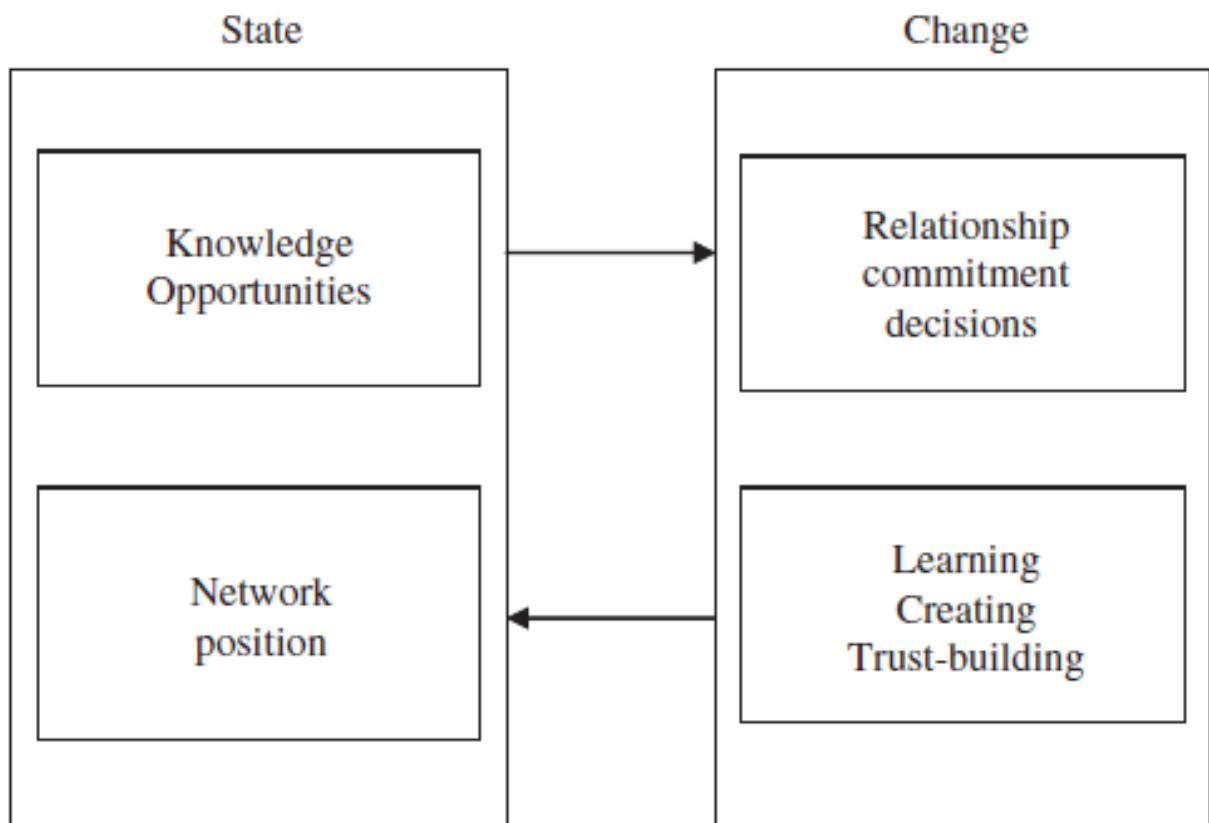 State
Change
Knowledge
Opportunities
Relationship
commitment
decisions
Network
position
Learning
Creating
Trust-building